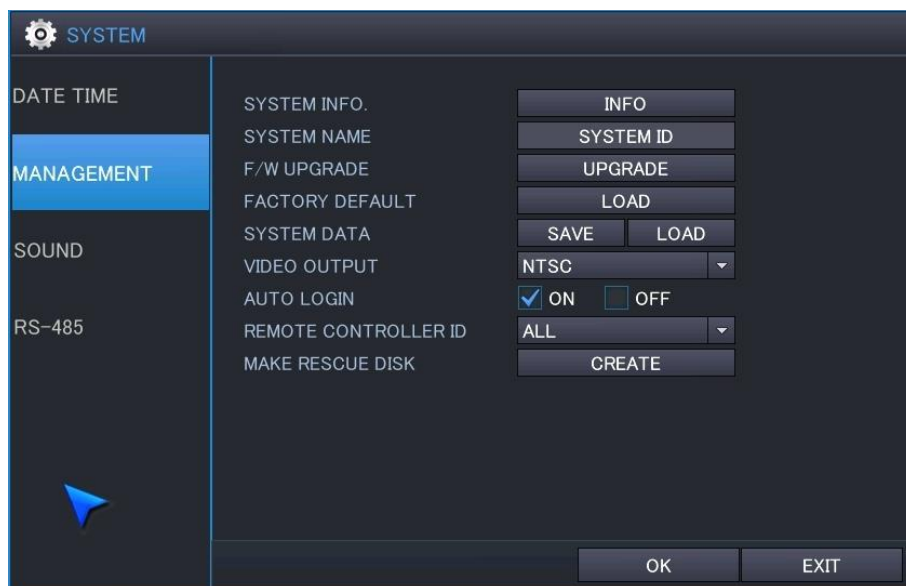 SYSTEM
DATE TIME
MANAGEMENT
SOUND
RS-485
SYSTEM INFO. INFO
SYSTEM NAME SYSTEM ID
F/W UPGRADE UPGRADE
FACTORY DEFAULT LOAD
SYSTEM DATA SAVE LOAD
VIDEO OUTPUT NTSC
AUTO LOGIN ON OFF
REMOTE CONTROLLER ID ALL
MAKE RESCUE DISK CREATE
OK EXIT